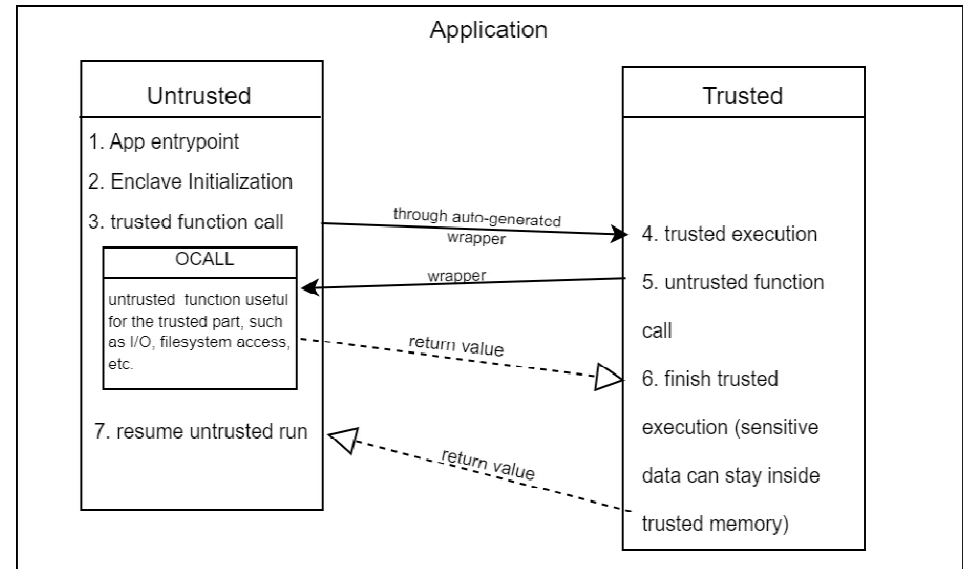 Application
Untrusted
1. App entrypoint
2. Enclave Initialization
3. trusted function call
OCALL
untrusted function useful
for the trusted part, such
as I/O, filesystem access,
etc.
7. resume untrusted run
through auto-generated
wrapper
wrapper
return value
return value
Trusted
4. trusted execution
5. untrusted function
call
6. finish trusted
execution (sensitive
data can stay inside
trusted memory)